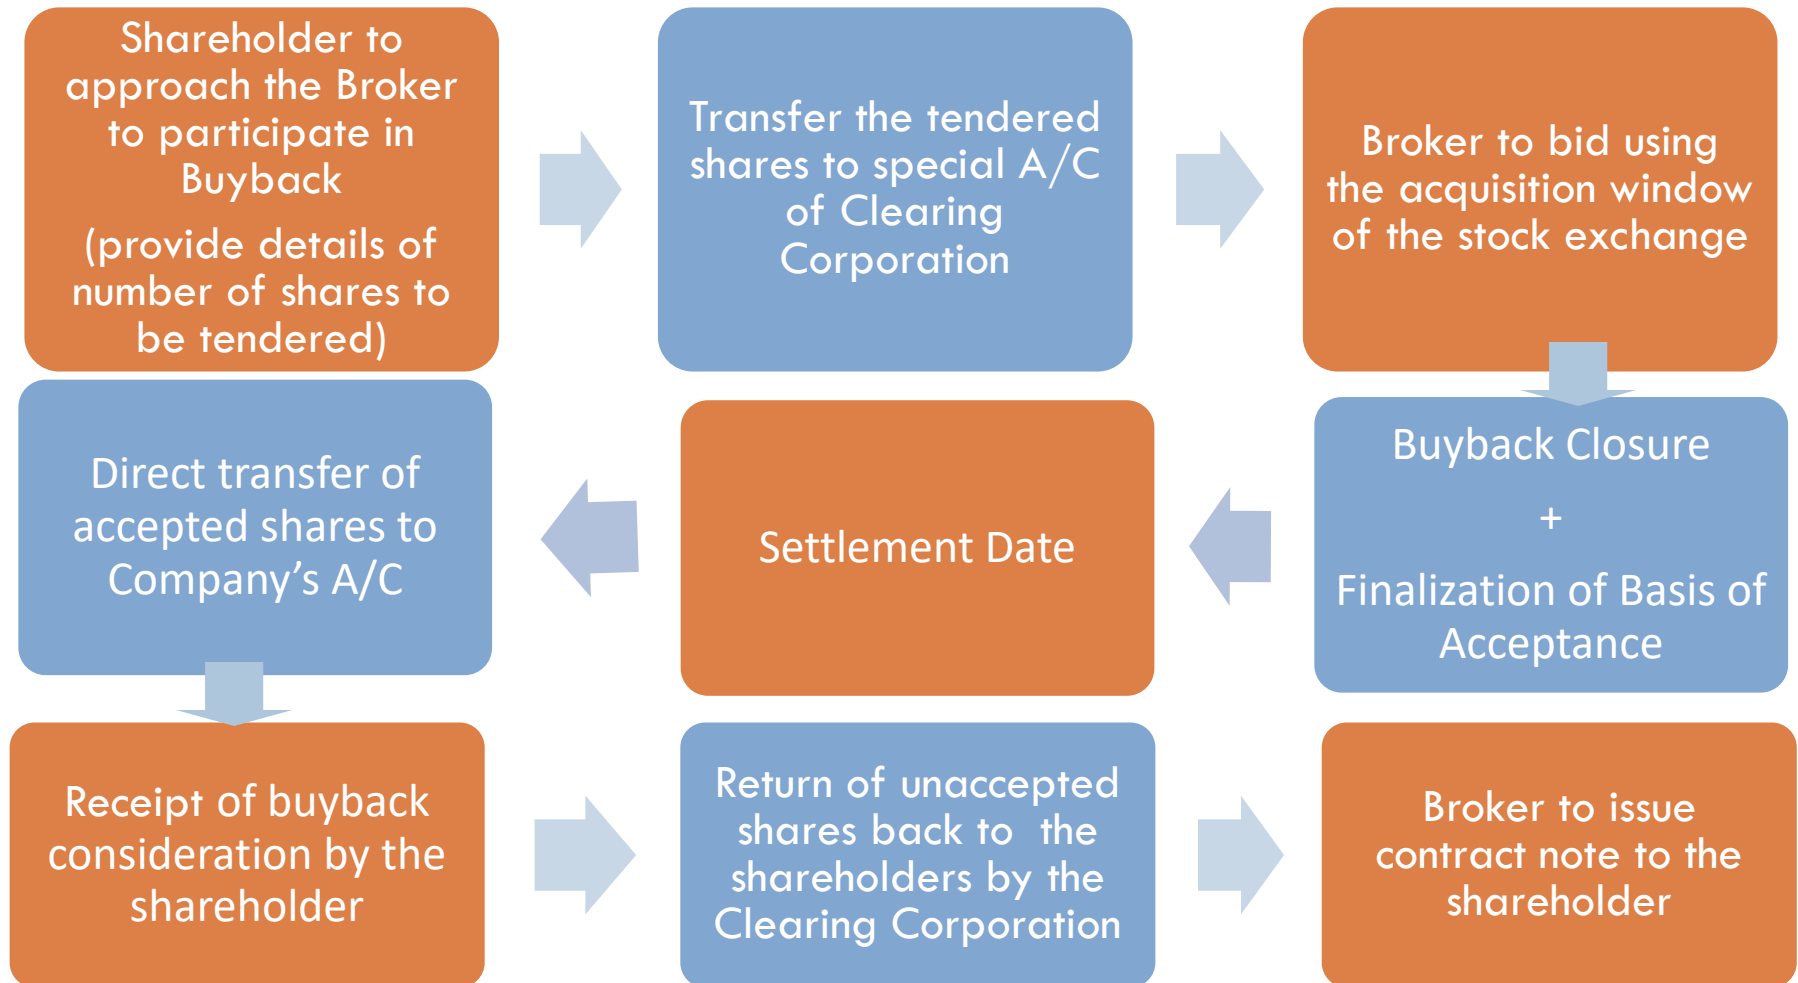 Shareholder to
approach the Broker
to participate in
Buyback
(provide details of
number of shares to
be tendered)
Transfer the tendered
shares to special A/C
of Clearing
Corporation
Broker to bid using
the acquisition window
of the stock exchange
Buyback Closure
+
Finalization of Basis of
Acceptance
Settlement Date
Direct transfer of
accepted shares to
Company’s A/C
Receipt of buyback
consideration by the
shareholder
Return of unaccepted
shares back to the
shareholders by the
Clearing Corporation
Broker to issue
contract note to the
shareholder